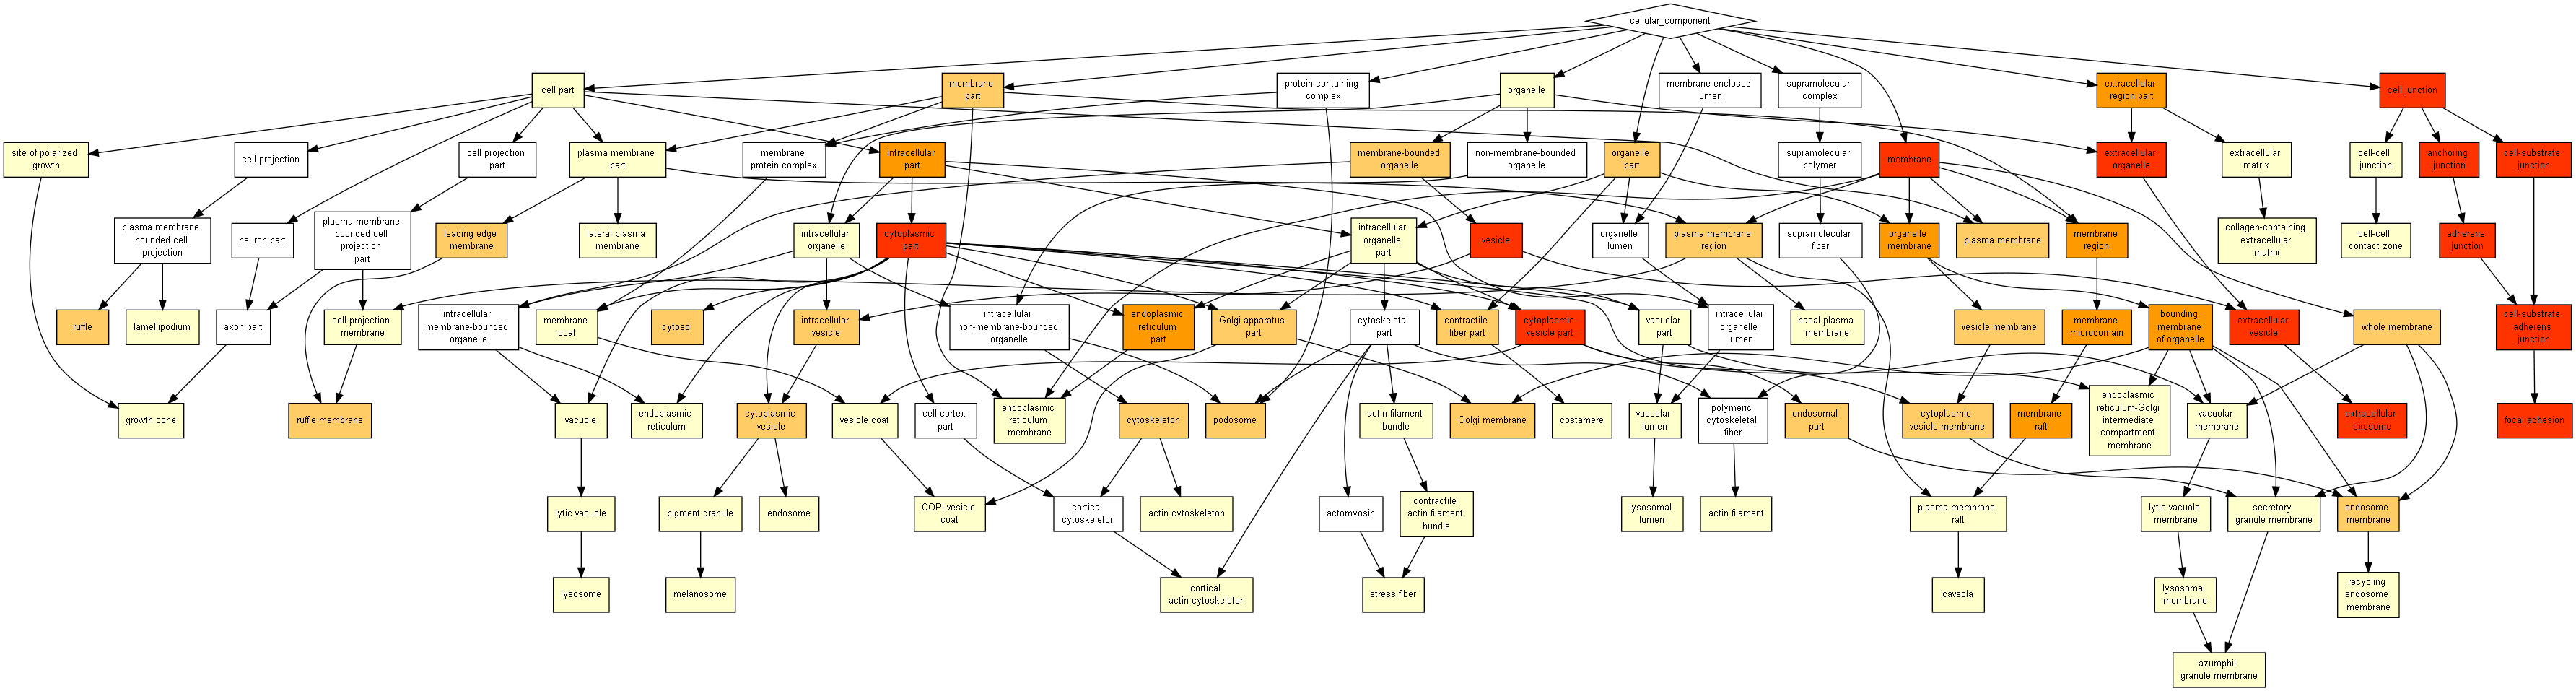 cellular_component
cell part
membrane
part
protein-containing
complex
organelle
membrane-enclosed
lumen
supramolecular
complex
extracellular
region part
cell junction
site of polarized
growth
cell projection
cell projection
part
plasma membrane
part
membrane
protein complex
intracellular
part
membrane-bounded
organelle
non-membrane-bounded
organelle
organelle
part
supramolecular
polymer
membrane
extracellular
organelle
extracellular
matrix
cell-cell
junction
anchoring
junction
cell-substrate
junction
plasma membrane
bounded cell
projection
neuron part
plasma membrane
bounded cell
projection
part
leading edge
membrane
lateral plasma
membrane
intracellular
organelle
cytoplasmic
part
intracellular
organelle
part
vesicle
organelle
lumen
plasma membrane
region
supramolecular
fiber
organelle
membrane
plasma membrane
membrane
region
collagen-containing
extracellular
matrix
cell-cell
contact zone
adherens
junction
ruffle
lamellipodium
axon part
cell projection
membrane
intracellular
membrane-bounded
organelle
membrane
coat
cytosol
intracellular
vesicle
intracellular
non-membrane-bounded
organelle
endoplasmic
reticulum
part
Golgi apparatus
part
cytoskeletal
part
contractile
fiber part
cytoplasmic
vesicle part
vacuolar
part
intracellular
organelle
lumen
basal plasma
membrane
vesicle membrane
membrane
microdomain
bounding
membrane
of organelle
extracellular
vesicle
whole membrane
cell-substrate
adherens
junction
growth cone
ruffle membrane
vacuole
endoplasmic
reticulum
cytoplasmic
vesicle
vesicle coat
cell cortex
part
endoplasmic
reticulum
membrane
cytoskeleton
podosome
actin filament
bundle
Golgi membrane
costamere
vacuolar
lumen
polymeric
cytoskeletal
fiber
endosomal
part
cytoplasmic
vesicle membrane
membrane
raft
endoplasmic
reticulum-Golgi
intermediate
compartment
membrane
vacuolar
membrane
extracellular
exosome
focal adhesion
lytic vacuole
pigment granule
endosome
COPI vesicle
coat
cortical
cytoskeleton
actin cytoskeleton
actomyosin
contractile
actin filament
bundle
lysosomal
lumen
actin filament
plasma membrane
raft
lytic vacuole
membrane
secretory
granule membrane
endosome
membrane
lysosome
melanosome
cortical
actin cytoskeleton
stress fiber
caveola
lysosomal
membrane
recycling
endosome
membrane
azurophil
granule membrane